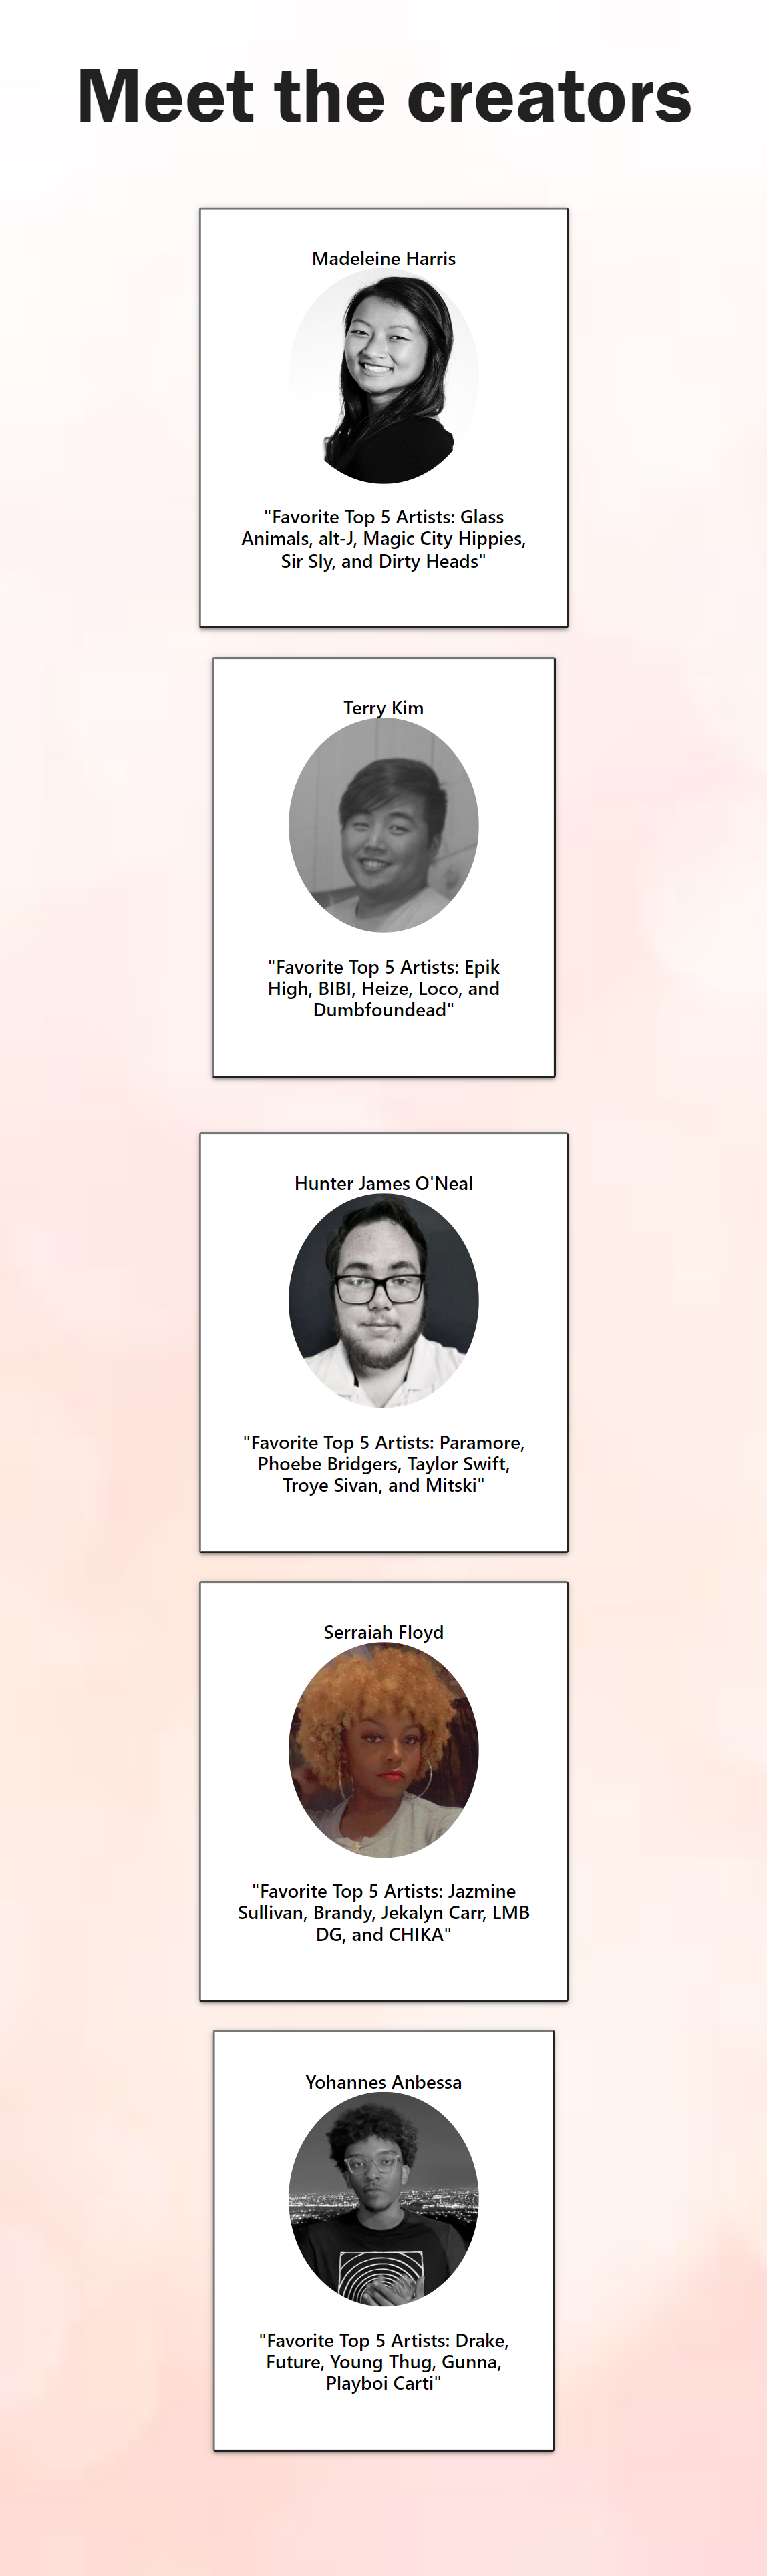 Meet the creators
Madeleine Harris
"Favorite Top 5 Artists: Glass
Animals, alt-J, Magic City Hippies,
Sir Sly, and Dirty Heads"
Terry Kim
"Favorite Top 5 Artists: Epik
High, BIBI, Heize, Loco, and
Dumbfoundead"
Hunter James O'Neal
"Favorite Top 5 Artists: Paramore,
Phoebe Bridgers, Taylor Swift,
Troye Sivan, and Mitski"
Serraiah Floyd
"Favorite Top 5 Artists: Jazmine
Sullivan, Brandy, Jekalyn Carr, LMB
DG, and CHIKA"
Yohannes Anbessa
"Favorite Top 5 Artists: Drake,
Future, Young Thug, Gunna,
Playboi Carti"